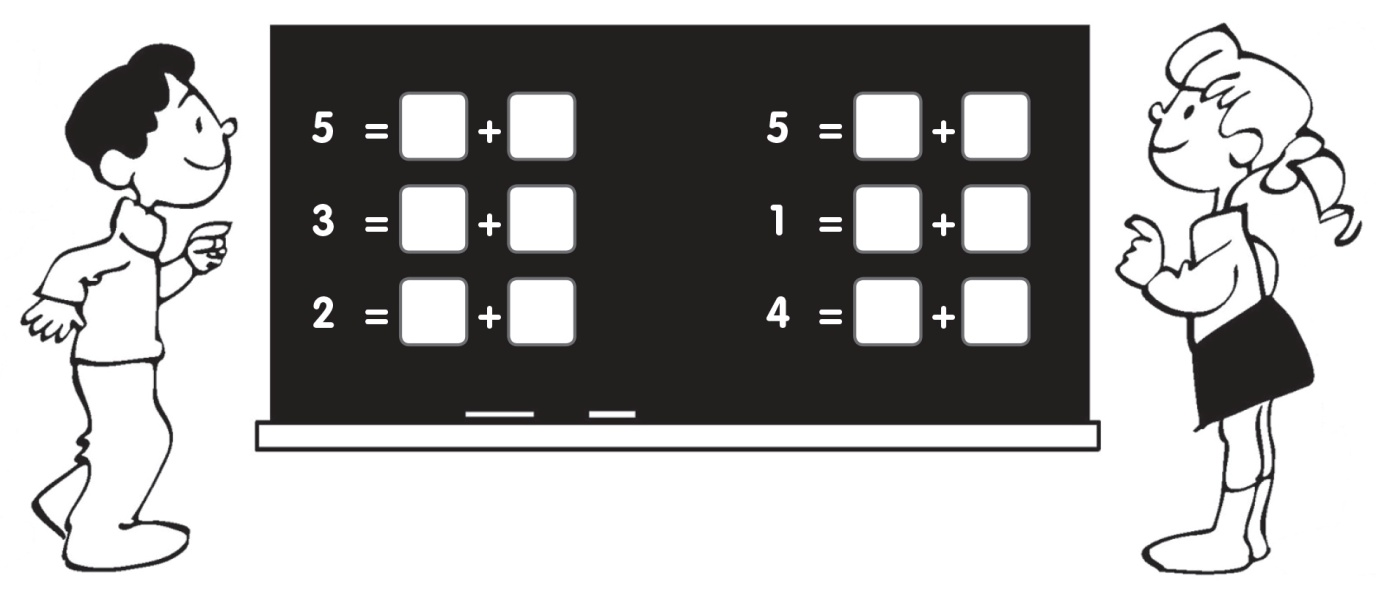 5 = □ + □
3 = □ + □
2 = □ + □
5 = □ + □
1 = □ + □
4 = □ + □